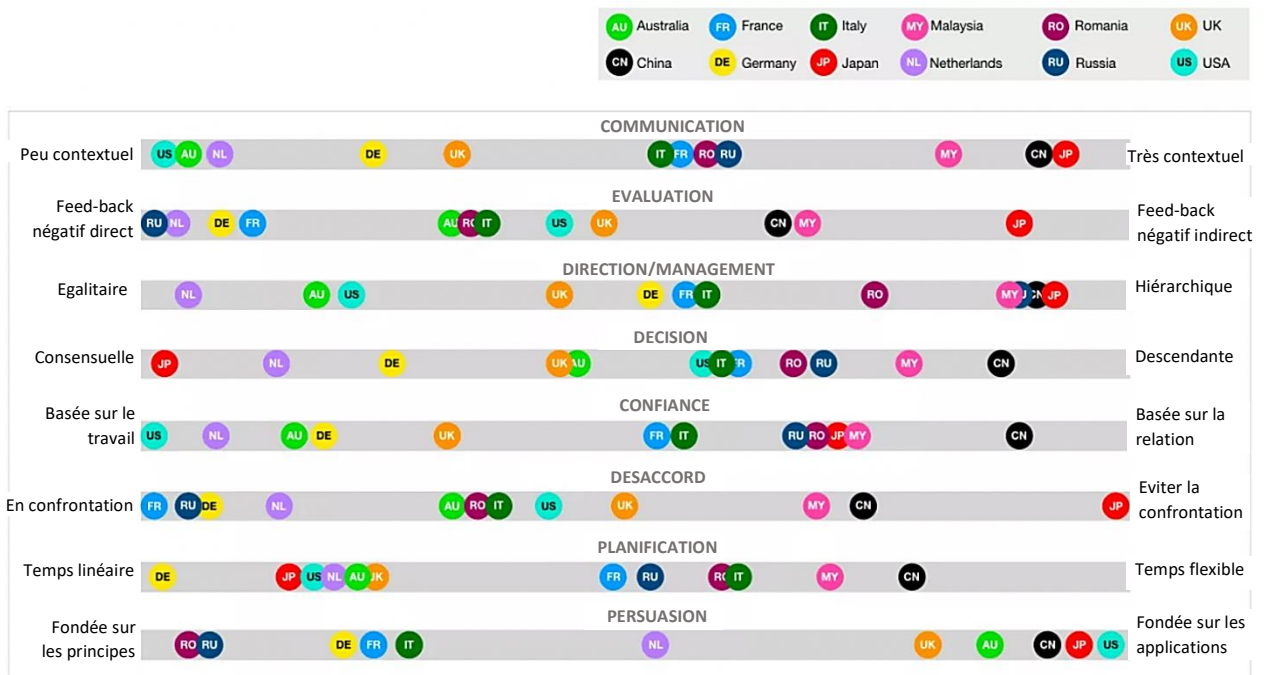 AU Australia FR France IT Italy MY Malaysia RO Romania UK UK
CN China DE Germany JP Japan NL Netherlands RU Russia US USA
COMMUNICATION
Peu contextuel US AU NL DE UK IT FR RO RU MY CN JP Très contextuel
EVALUATION
Feed-back
négatif direct
RU NL DE FR AU RO IT US UK CN MY JP
Feed-back
négatif indirect
DIRECTION/MANAGEMENT
Egalitaire NL AU US UK DE FR IT RO MY CN JP Hiérarchique
DECISION
Consensuelle JP NL DE UK AU US IT FR RO RU MY CN Descendante
CONFIANCE
Basée sur le
travail
US NL AU DE UK FR IT RU RO JP MY CN
Basée sur la
relation
DESACCORD
En confrontation FR RU DE NL AU RO IT US UK MY CN JP
Eviter la
confrontation
PLANIFICATION
Temps linéaire DE JP US NL AU UK FR RU RO IT MY CN Temps flexible
PERSUASION
Fondée sur
les principes
RO RU DE FR IT NL UK AU CN JP US
Fondée sur les
applications